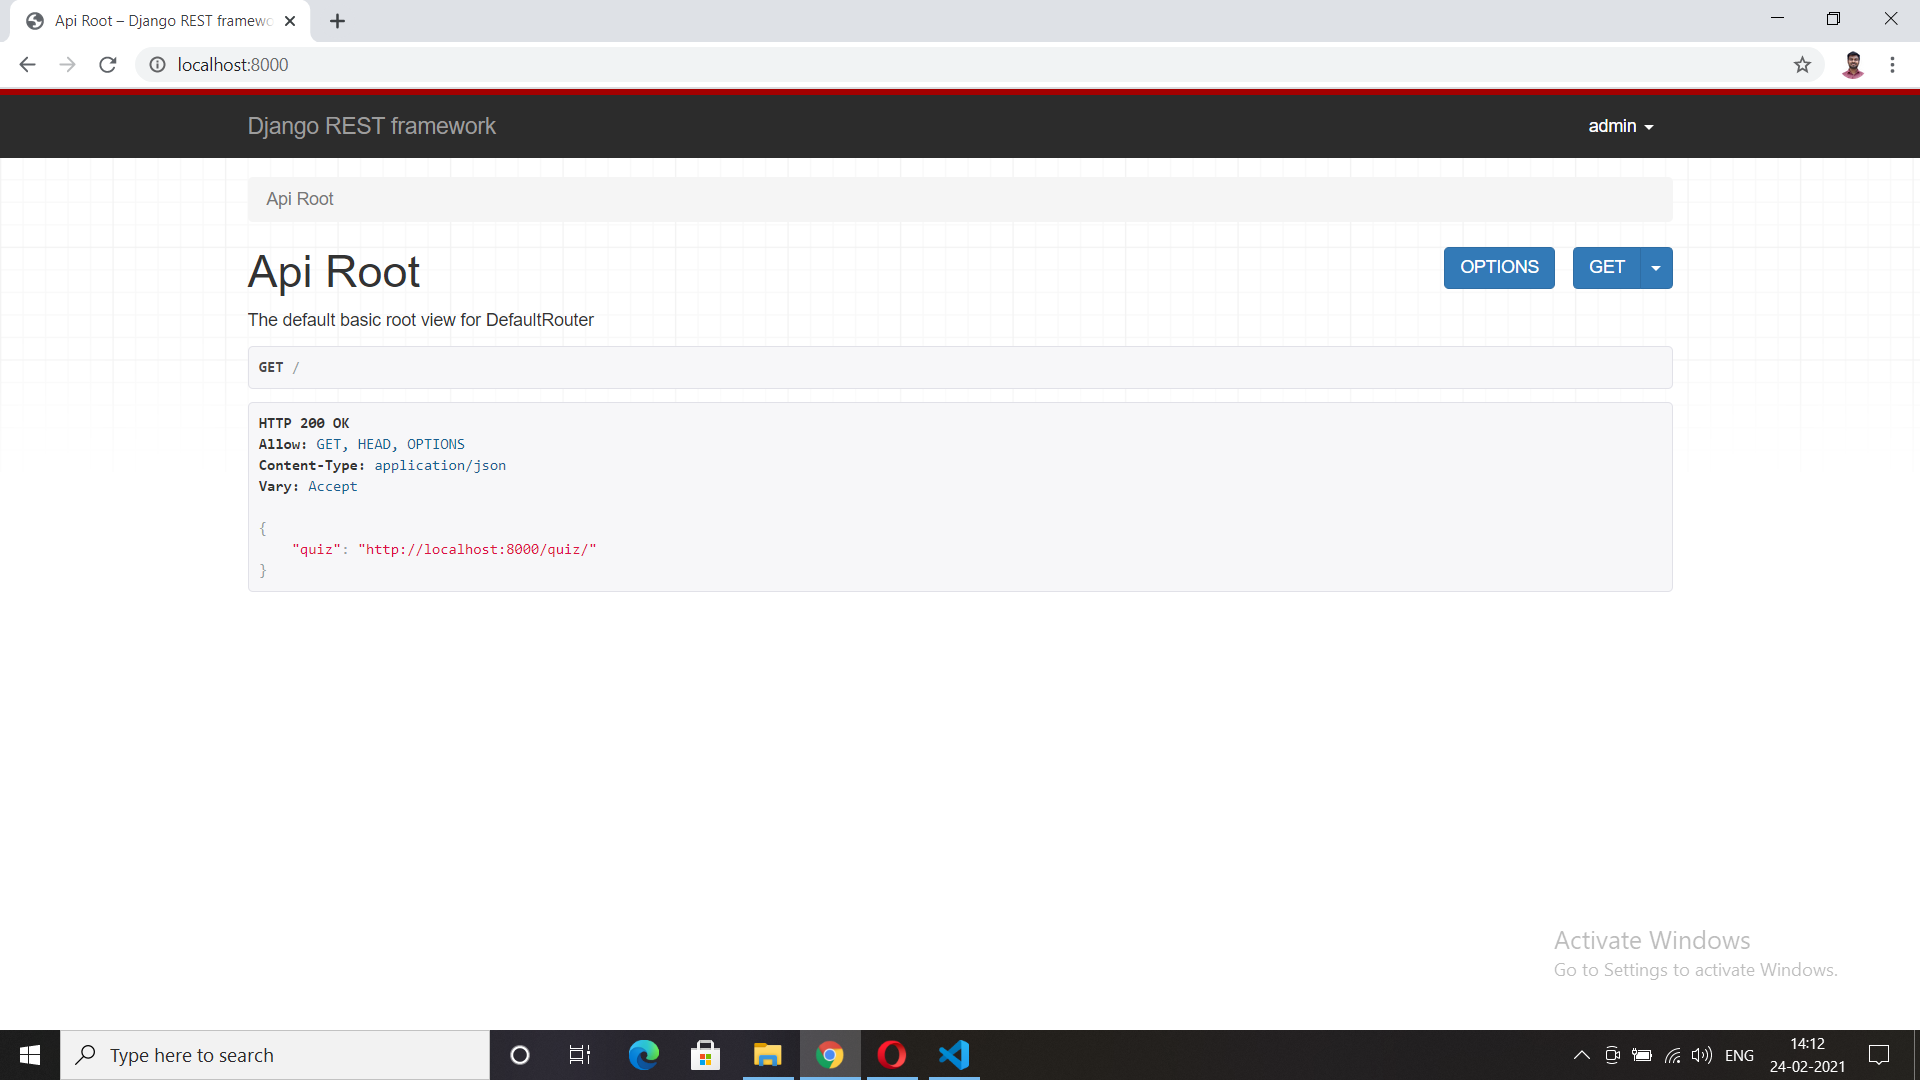 Api Root – Django REST framewo
localhost:8000
Django REST framework
admin
Api Root
Api Root
OPTIONS
GET
The default basic root view for DefaultRouter
GET /
HTTP 200 OK
Allow: GET, HEAD, OPTIONS
Content-Type: application/json
Vary: Accept
{
"quiz": "http://localhost:8000/quiz/"
}
Activate Windows
Go to Settings to activate Windows.
Type here to search
ENG
14:12
24-02-2021